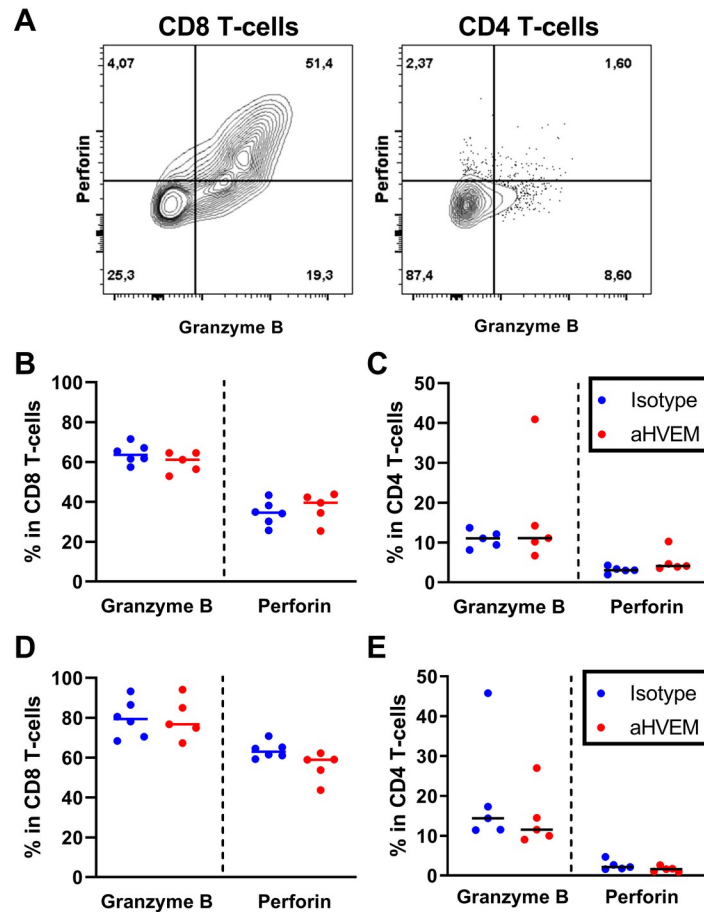 A
CD8 T-cells
CD4 T-cells
4,07
51,4
2,37
1,60
Perforin
Perforin
25,3
19,3
87,4
8,60
Granzyme B
Granzyme B
B
C
% in CD8 T-cells
100
80
60
40
20
0
Granzyme B
Perforin
% in CD4 T-cells
50
40
30
20
10
0
Granzyme B
Perforin
Isotype
aHVEM
D
E
% in CD8 T-cells
100
80
60
40
20
0
Granzyme B
Perforin
% in CD4 T-cells
50
40
30
20
10
0
Granzyme B
Perforin
Isotype
aHVEM